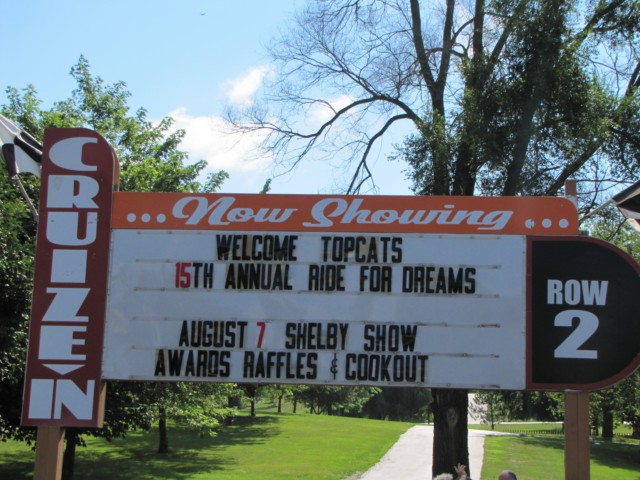 CRUIZE-IN
...Now Showing...
WELCOME TOPCATS
15TH ANNUAL RIDE FOR DREAMS
AUGUST 7 SHELBY SHOW
AWARDS RAFFLES & COOKOUT
ROW
2